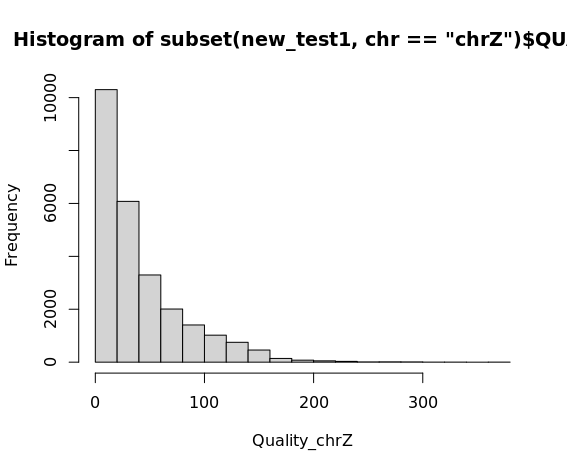 Histogram of subset(new_test1, chr == "chrZ")$QU
Frequency
10000
6000
2000
0
0 100 200 300
Quality_chrZ